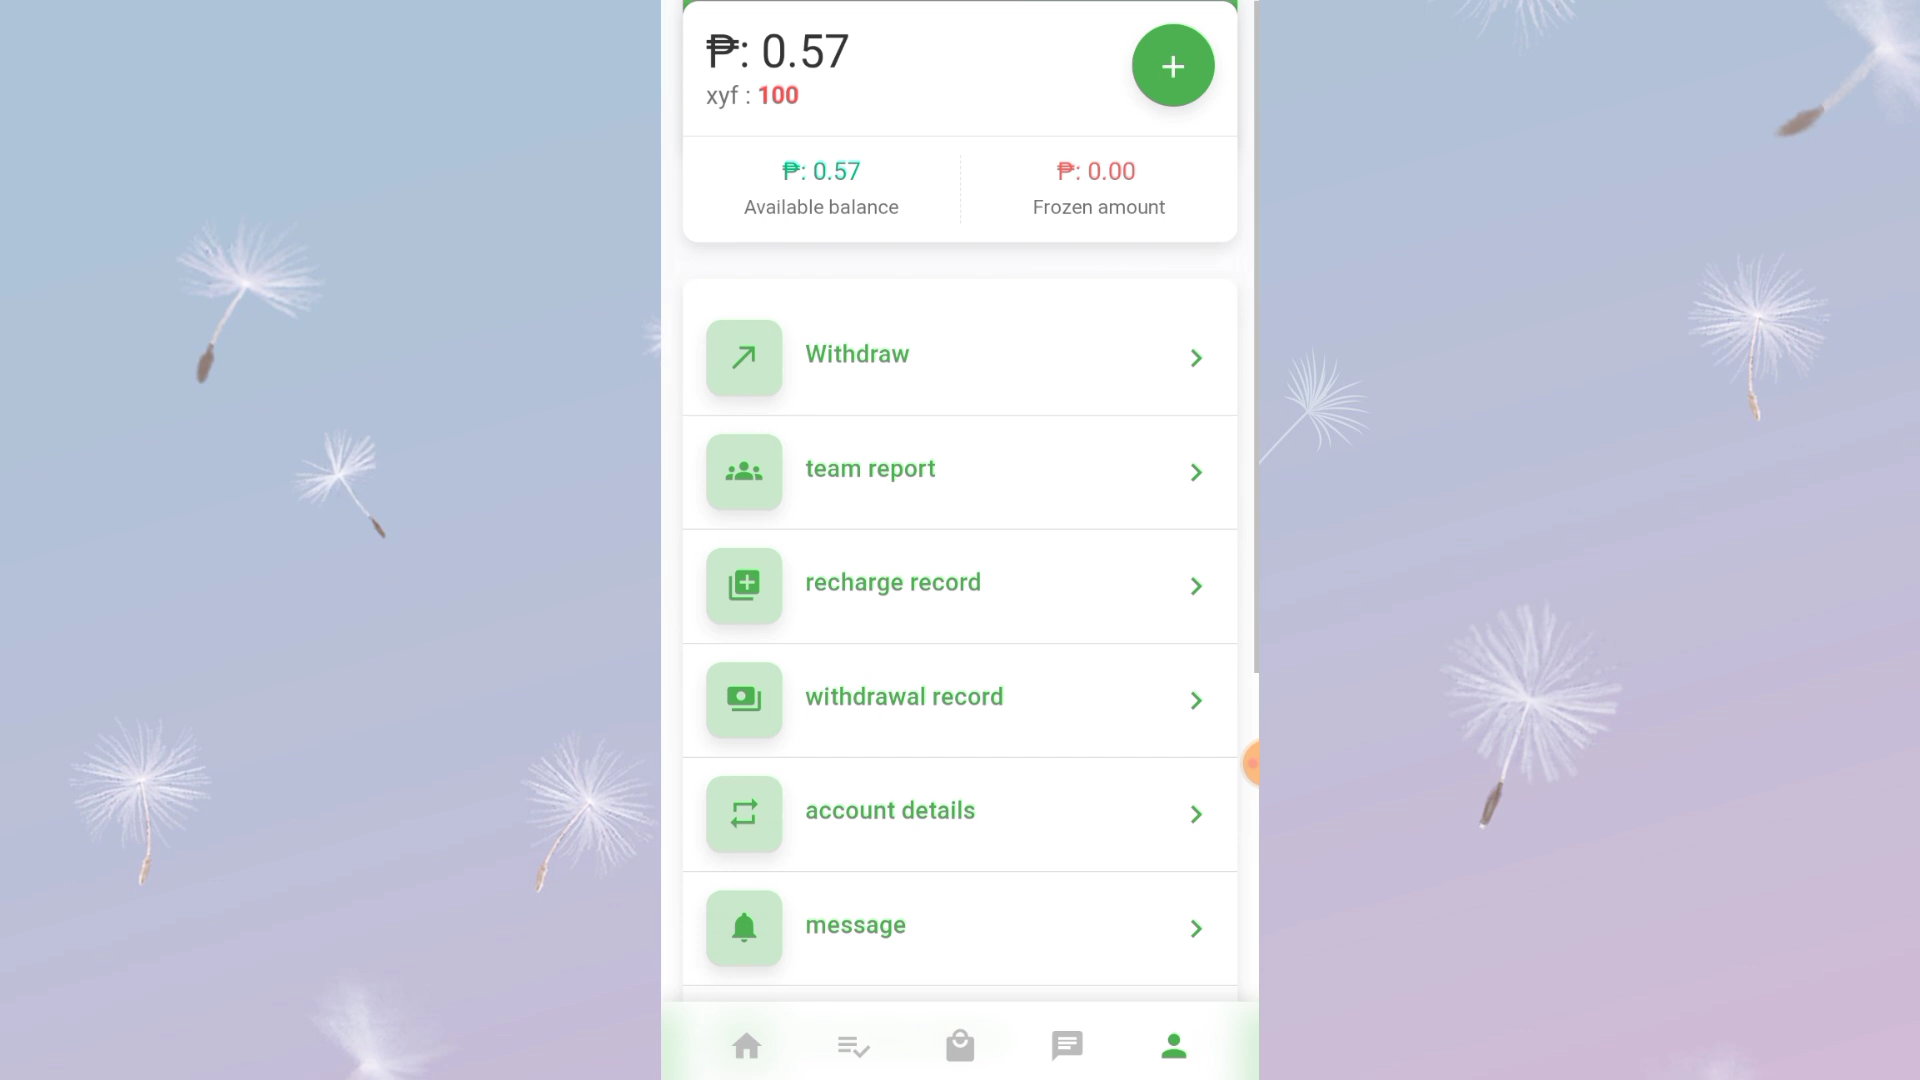 ₱: 0.57
xyf : 100
₱: 0.57
Available balance
₱: 0.00
Frozen amount
Withdraw
team report
recharge record
withdrawal record
account details
message